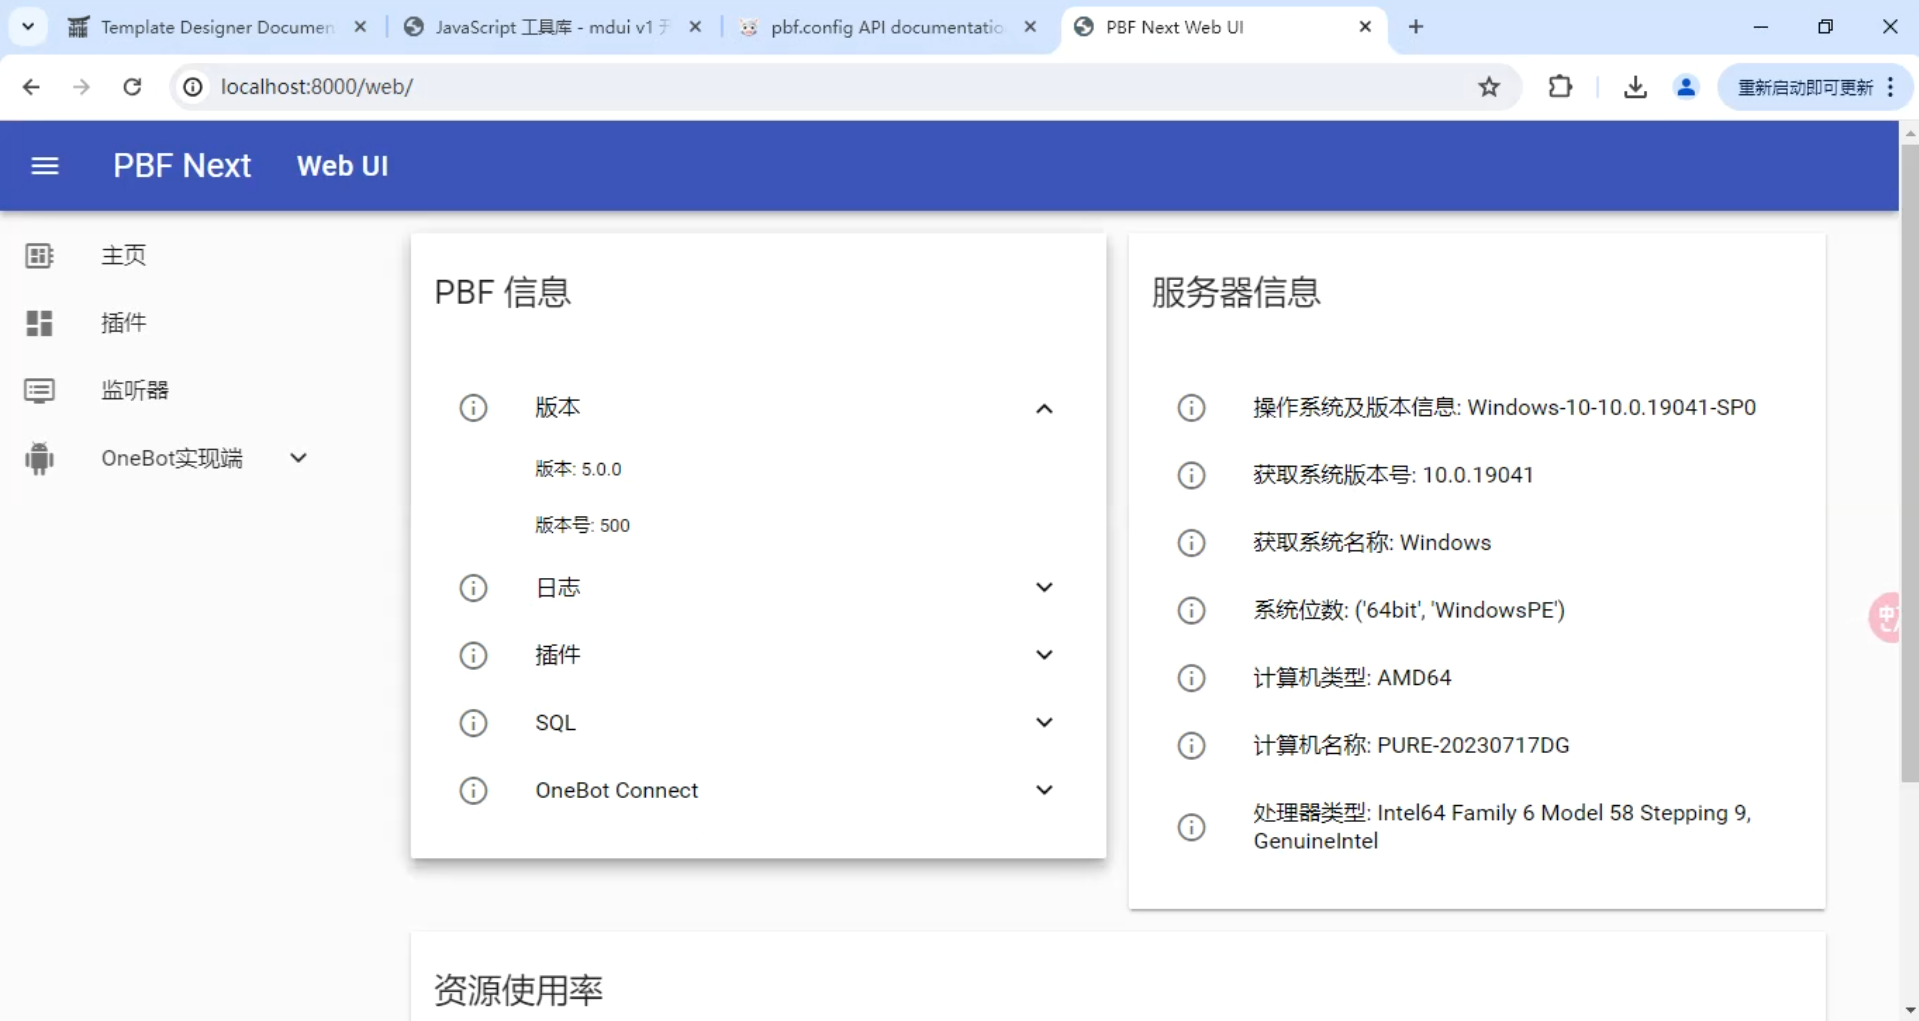 Template Designer Documen
JavaScript 工具库 - mdui v1 开
pbf.config API documentatio
PBF Next Web UI
localhost:8000/web/
重新启动即可更新
PBF Next
Web UI
主页
插件
监听器
OneBot实现端
PBF 信息
版本
版本: 5.0.0
版本号: 500
日志
插件
SQL
OneBot Connect
服务器信息
操作系统及版本信息: Windows-10-10.0.19041-SP0
获取系统版本号: 10.0.19041
获取系统名称: Windows
系统位数: ('64bit', 'WindowsPE')
计算机类型: AMD64
计算机名称: PURE-20230717DG
处理器类型: Intel64 Family 6 Model 58 Stepping 9,
GenuineIntel
中
资源使用率